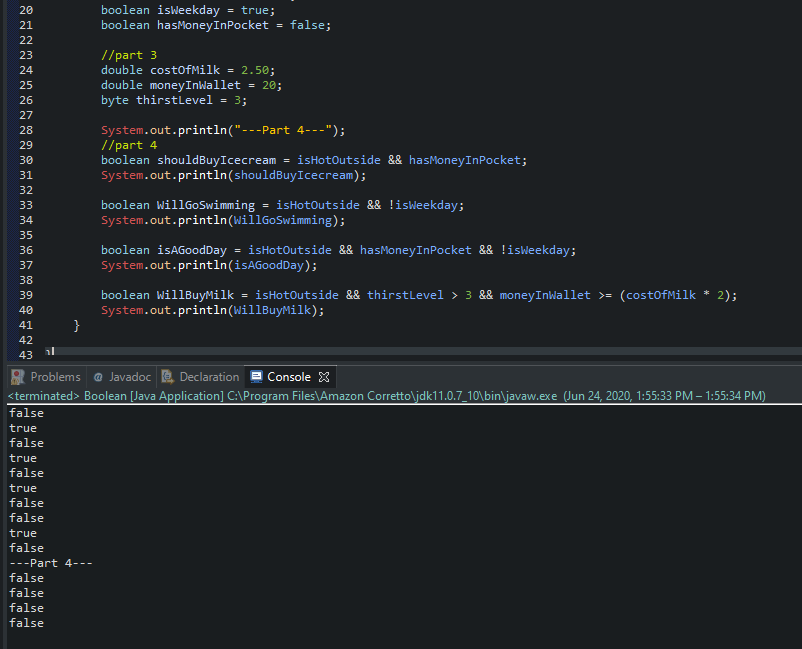 20 boolean isWeekday = true;
21 boolean hasMoneyInPocket = false;
22
23 //part 3
24 double costOfMilk = 2.50;
25 double moneyInWallet = 20;
26 byte thirstLevel = 3;
27
28 System.out.println("---Part 4---");
29 //part 4
30 boolean shouldBuyIcecream = isHotOutside && hasMoneyInPocket;
31 System.out.println(shouldBuyIcecream);
32
33 boolean WillGoSwimming = isHotOutside && !isWeekday;
34 System.out.println(WillGoSwimming);
35
36 boolean isAGoodDay = isHotOutside && hasMoneyInPocket && !isWeekday;
37 System.out.println(isAGoodDay);
38
39 boolean WillBuyMilk = isHotOutside && thirstLevel > 3 && moneyInWallet >= (costOfMilk * 2);
40 System.out.println(WillBuyMilk);
41 }
42
43 }
Problems @ Javadoc Declaration Console
<terminated> Boolean [Java Application] C:\Program Files\Amazon Corretto\jdk11.0.7_10\bin\javaw.exe (Jun 24, 2020, 1:55:33 PM – 1:55:34 PM)
false
true
false
true
false
true
false
false
true
false
---Part 4---
false
false
false
false